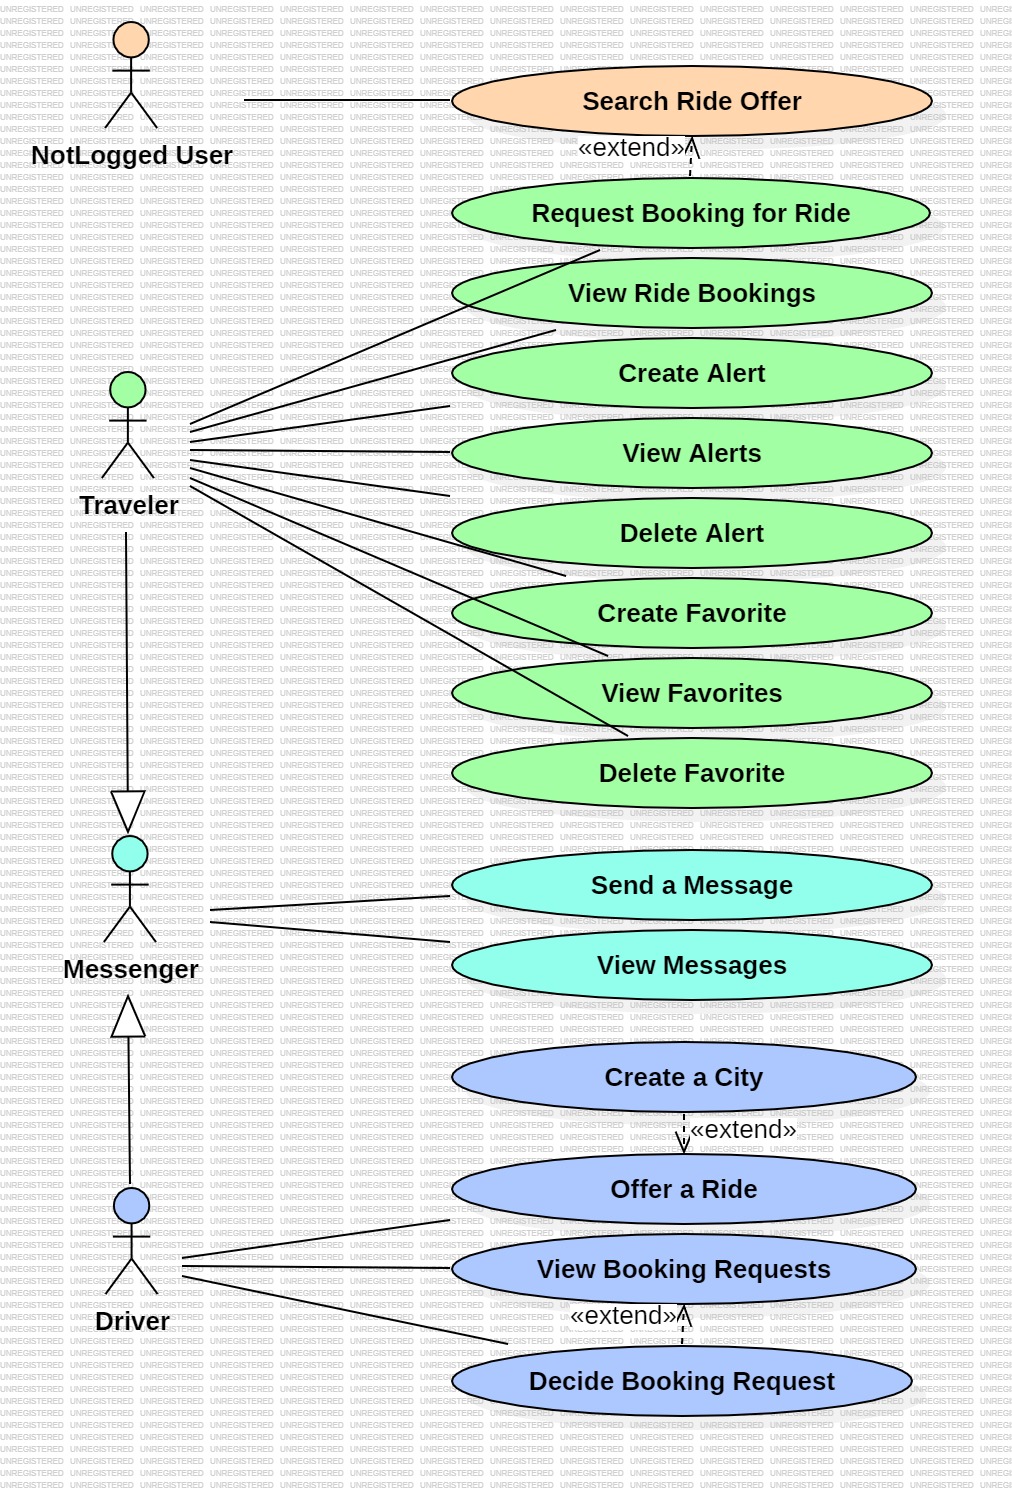 NotLogged User
Search Ride Offer
«extend»
Request Booking for Ride
View Ride Bookings
Create Alert
View Alerts
Traveler
Delete Alert
Create Favorite
View Favorites
Delete Favorite
Send a Message
Messenger
View Messages
Create a City
«extend»
Offer a Ride
View Booking Requests
«extend»
Driver
Decide Booking Request
UNREGISTERED